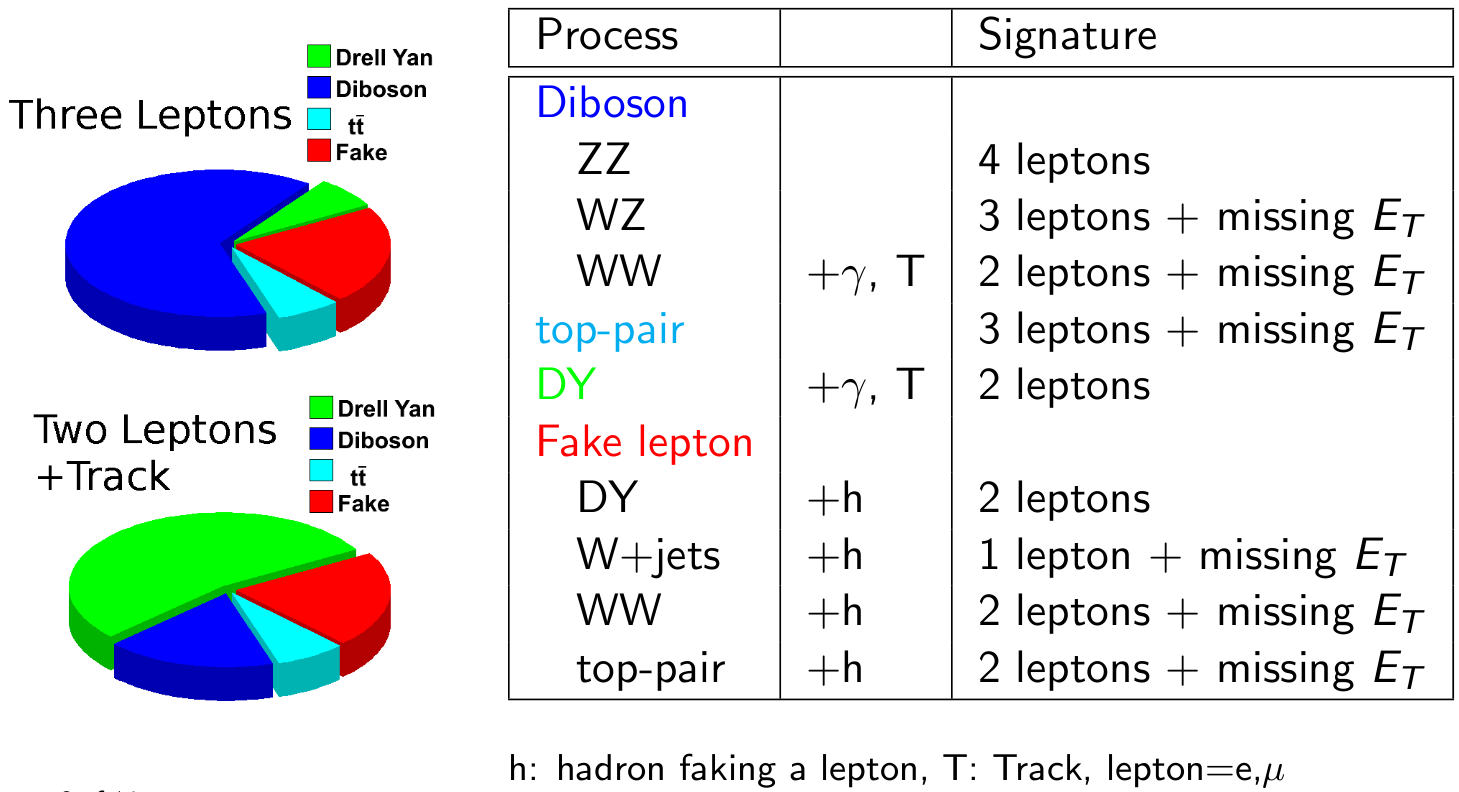 Three Leptons
Drell Yan
Diboson
tt̄
Fake
Two Leptons
+Track
Drell Yan
Diboson
tt̄
Fake
Process Signature
Diboson
ZZ 4 leptons
WZ 3 leptons + missing E_T
WW +γ, T 2 leptons + missing E_T
top-pair 3 leptons + missing E_T
DY +γ, T 2 leptons
Fake lepton
DY +h 2 leptons
W+jets +h 1 lepton + missing E_T
WW +h 2 leptons + missing E_T
top-pair +h 2 leptons + missing E_T
h: hadron faking a lepton, T: Track, lepton=e,μ